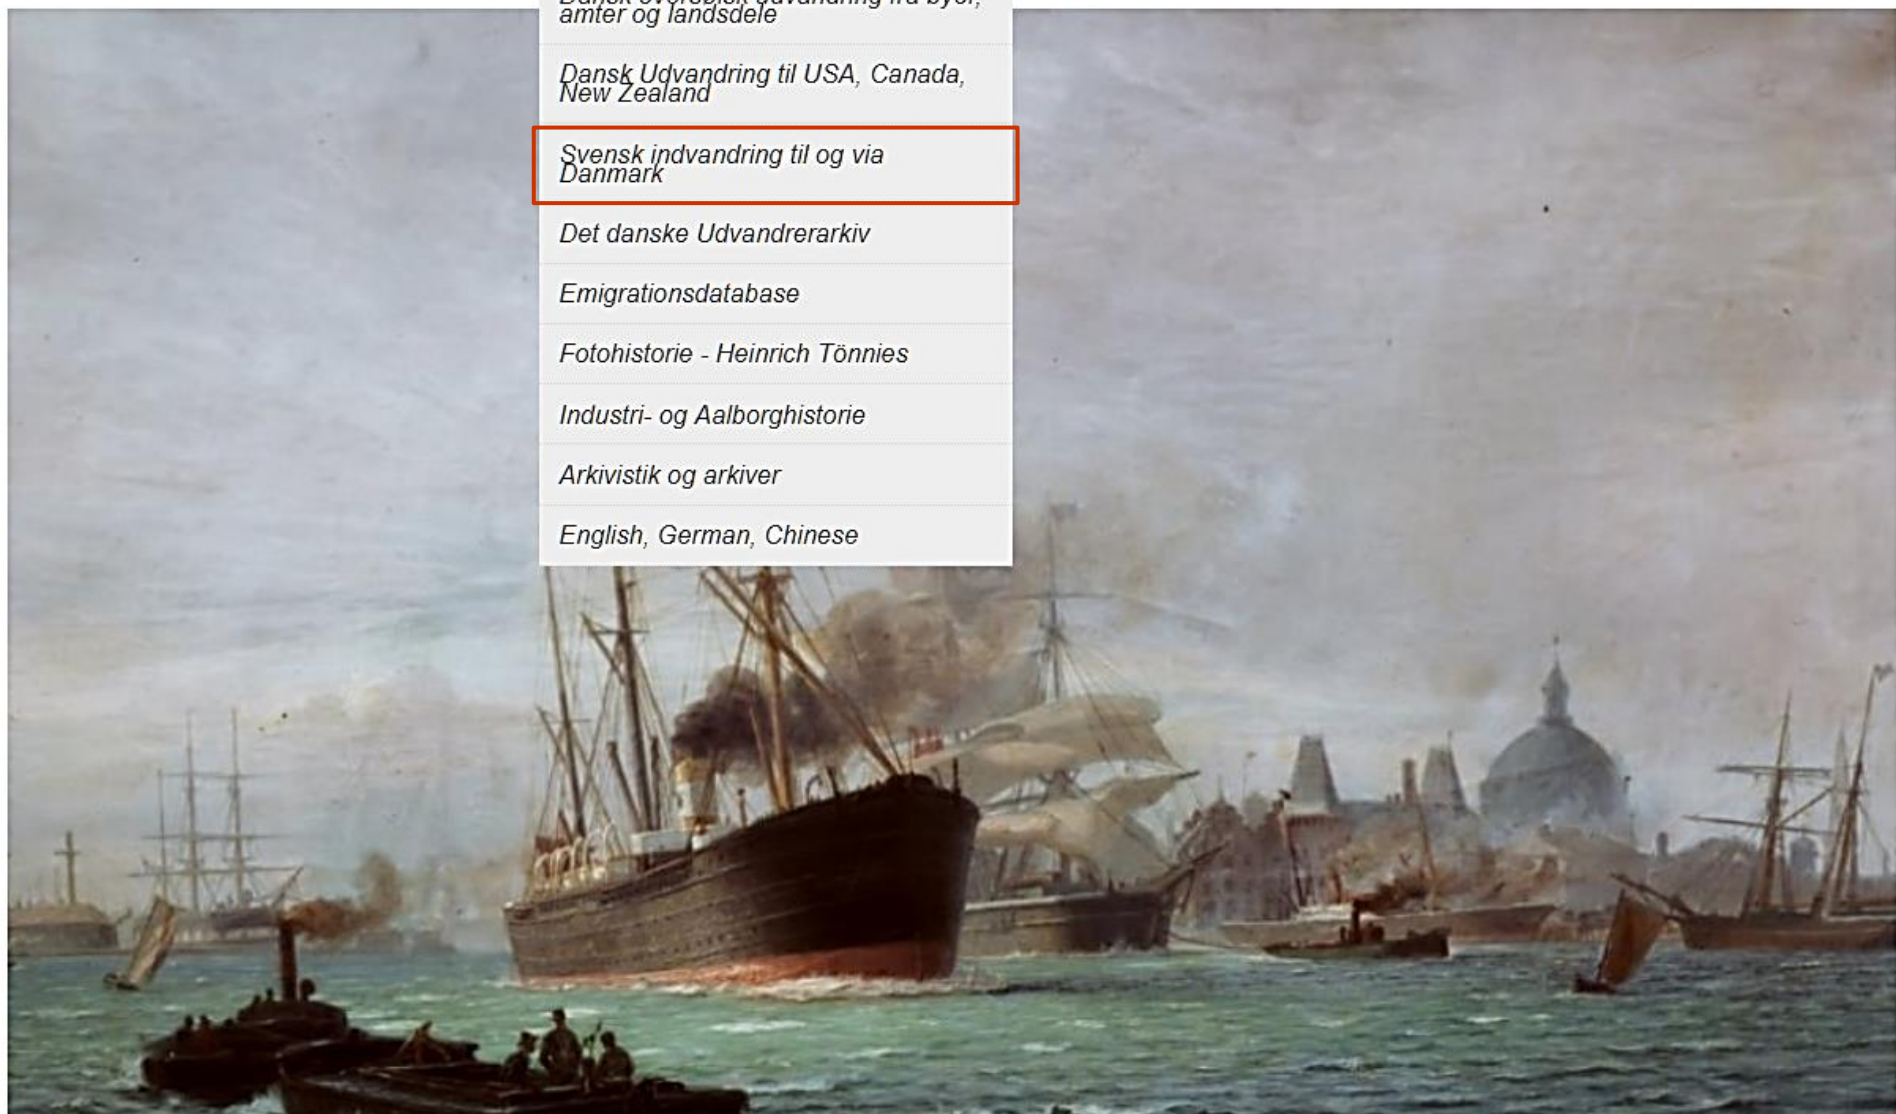 amter og landsdele
Dansk Udvandring til USA, Canada,
New Zealand
Svensk indvandring til og via
Danmark
Det danske Udvandrerarkiv
Emigrationsdatabase
Fotohistorie - Heinrich Tönnies
Industri- og Aalborghistorie
Arkivistik og arkiver
English, German, Chinese